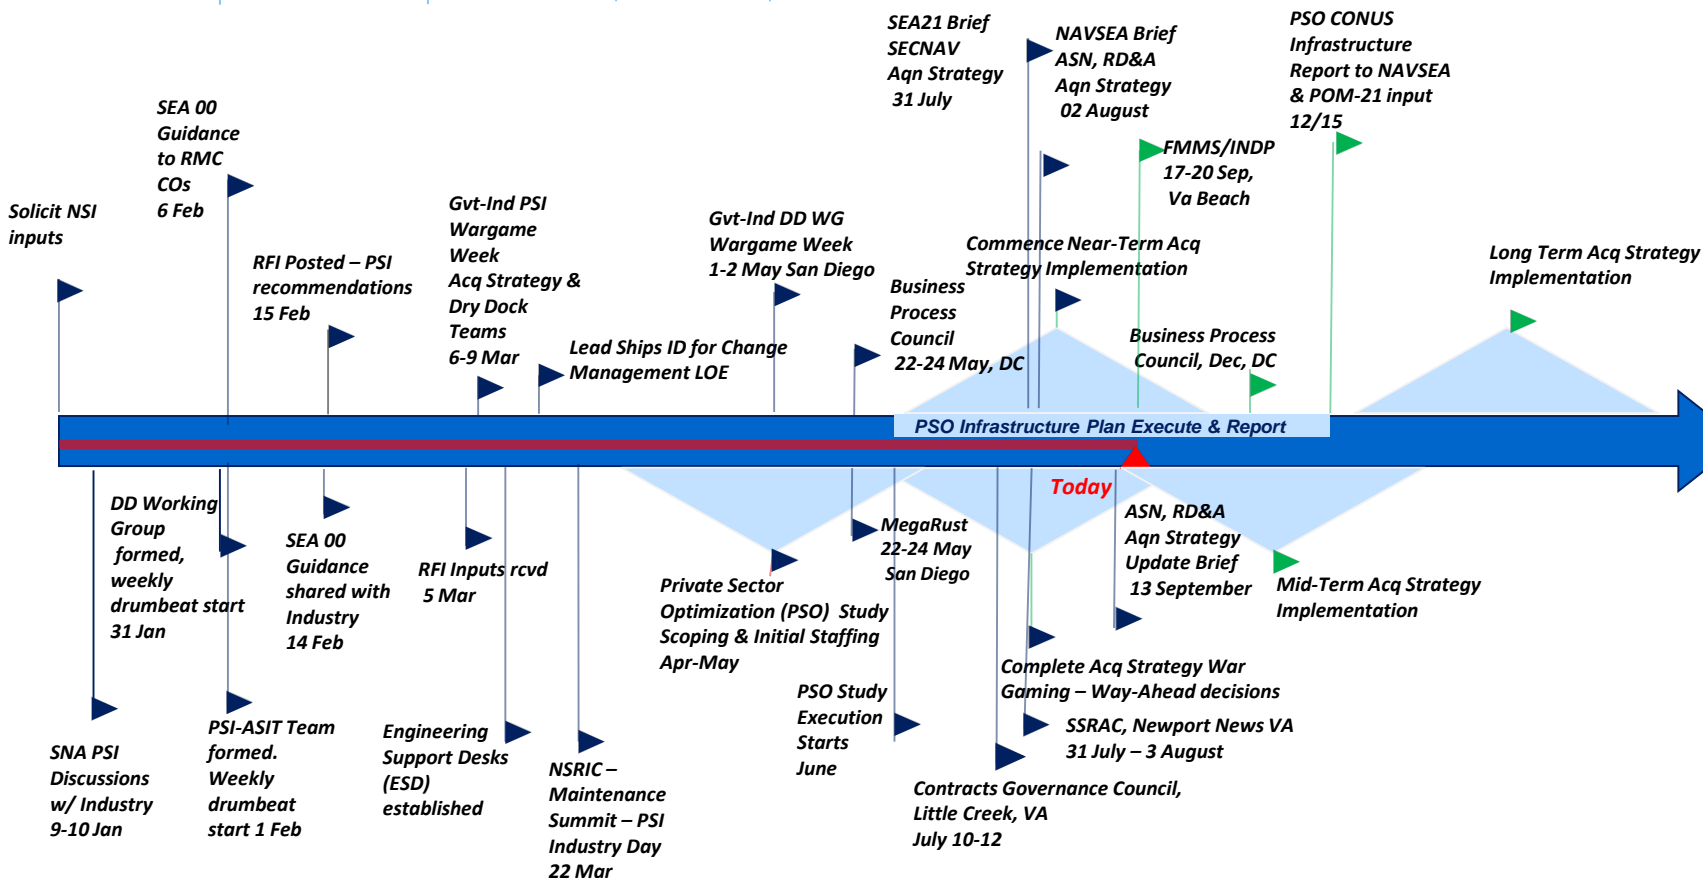 SEA21 Brief
SECNAV
Aqn Strategy
31 July
NAVSEA Brief
ASN, RD&A
Aqn Strategy
02 August
PSO CONUS
Infrastructure
Report to NAVSEA
& POM-21 input
12/15
SEA 00
Guidance
to RMC
COs
6 Feb
FMMS/INDP
17-20 Sep,
Va Beach
Solicit NSI
inputs
Gvt-Ind PSI
Wargame
Week
Acq Strategy &
Dry Dock
Teams
6-9 Mar
Gvt-Ind DD WG
Wargame Week
1-2 May San Diego
Commence Near-Term Acq
Strategy Implementation
Long Term Acq Strategy
Implementation
RFI Posted – PSI
recommendations
15 Feb
Business
Process
Council
22-24 May, DC
Business Process
Council, Dec, DC
Lead Ships ID for Change
Management LOE
PSO Infrastructure Plan Execute & Report
Today
DD Working
Group
formed,
weekly
drumbeat start
31 Jan
SEA 00
Guidance
shared with
Industry
14 Feb
RFI Inputs rcvd
5 Mar
MegaRust
22-24 May
San Diego
ASN, RD&A
Aqn Strategy
Update Brief
13 September
Private Sector
Optimization (PSO) Study
Scoping & Initial Staffing
Apr-May
Mid-Term Acq Strategy
Implementation
Complete Acq Strategy War
Gaming – Way-Ahead decisions
PSO Study
Execution
Starts
June
SSRAC, Newport News VA
31 July – 3 August
SNA PSI
Discussions
w/ Industry
9-10 Jan
PSI-ASIT Team
formed.
Weekly
drumbeat
start 1 Feb
Engineering
Support Desks
(ESD)
established
NSRIC –
Maintenance
Summit – PSI
Industry Day
22 Mar
Contracts Governance Council,
Little Creek, VA
July 10-12